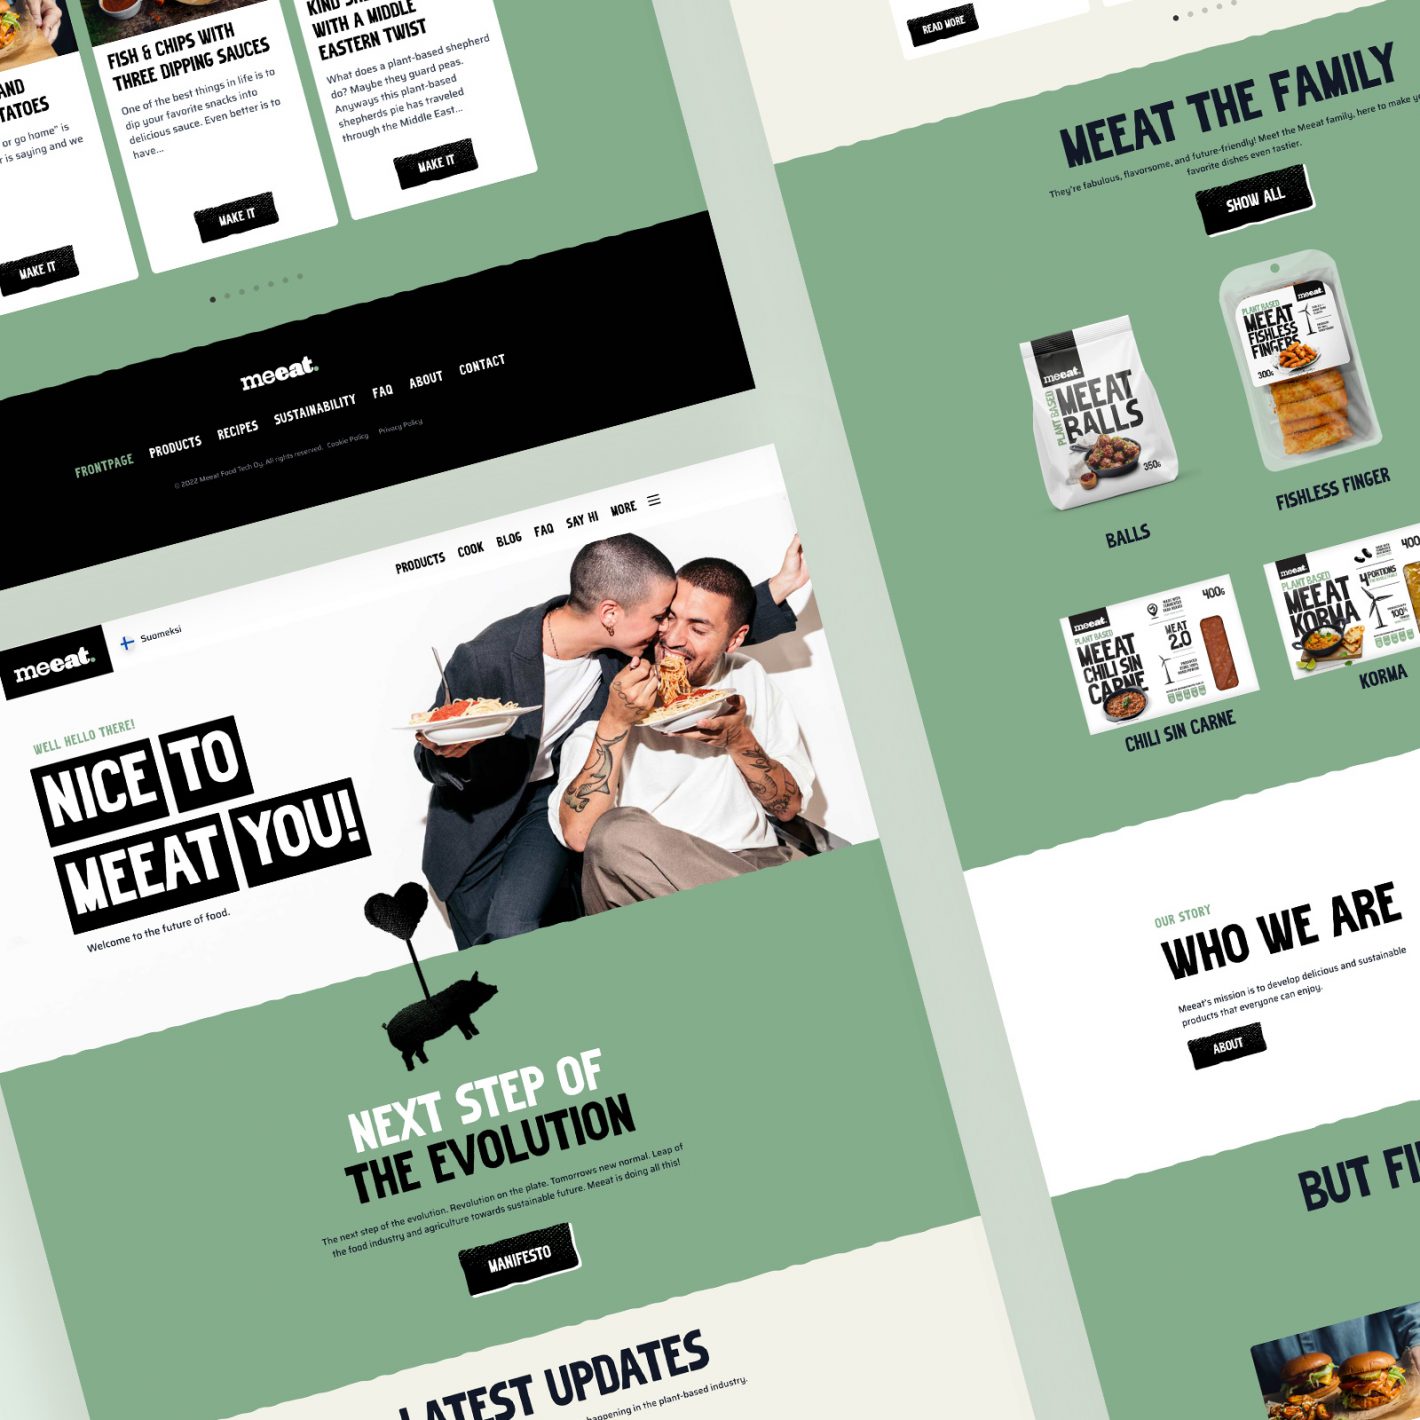 AND
TATOES
or go home" is
r is saying and we
MAKE IT
FISH & CHIPS WITH
THREE DIPPING SAUCES
One of the best things in life is to
dip your favorite snacks into
delicious sauce. Even better is to
have...
MAKE IT
WITH A MIDDLE
EASTERN TWIST
What does a plant-based shepherd
do? Maybe they guard peas.
Anyways this plant-based
shepherds pie has traveled
through the Middle East...
MAKE IT
meeat.
FRONTPAGE PRODUCTS RECIPES SUSTAINABILITY FAQ ABOUT CONTACT
© 2022 Meeat Food Tech Oy. All rights reserved. Cookie Policy Privacy Policy
meeat.
Suomeksi
PRODUCTS COOK BLOG FAQ SAY HI MORE
WELL HELLO THERE!
NICE TO
MEEAT YOU!
Welcome to the future of food.
NEXT STEP OF
THE EVOLUTION
The next step of the evolution. Revolution on the plate. Tomorrows new normal. Leap of
the food industry and agriculture towards sustainable future. Meeat is doing all this!
MANIFESTO
LATEST UPDATES
happening in the plant-based industry.
READ MORE
MEEAT THE FAMILY
They're fabulous, flavorsome, and future-friendly! Meet the Meeat family, here to make
favorite dishes even tastier.
SHOW ALL
meeat.
PLANT BASED
MEEAT
BALLS
350g
BALLS
meeat.
PLANT BASED
MEEAT
FISHLESS
FINGERS
300g
FISHLESS FINGER
meeat.
PLANT BASED
MEEAT
CHILI SIN
CARNE
MEAT
2.0
400g
CHILI SIN CARNE
meeat.
PLANT BASED
MEEAT
KORMA
4 PORTIONS
100%
400
KORMA
OUR STORY
WHO WE ARE
Meeat's mission is to develop delicious and sustainable
products that everyone can enjoy.
ABOUT
BUT FI